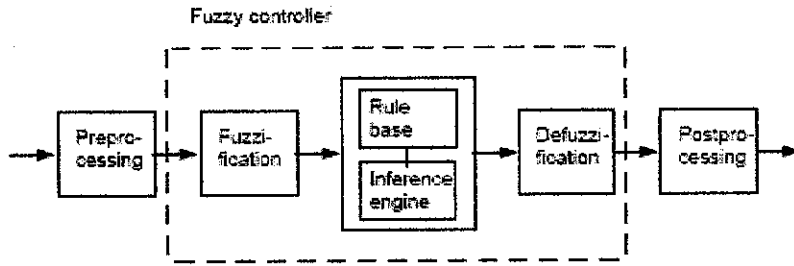 Fuzzy controller
Prepro-
cessing
Fuzzi-
fication
Rule
base
Inference
engine
Defuzzi-
fication
Postpro-
cessing